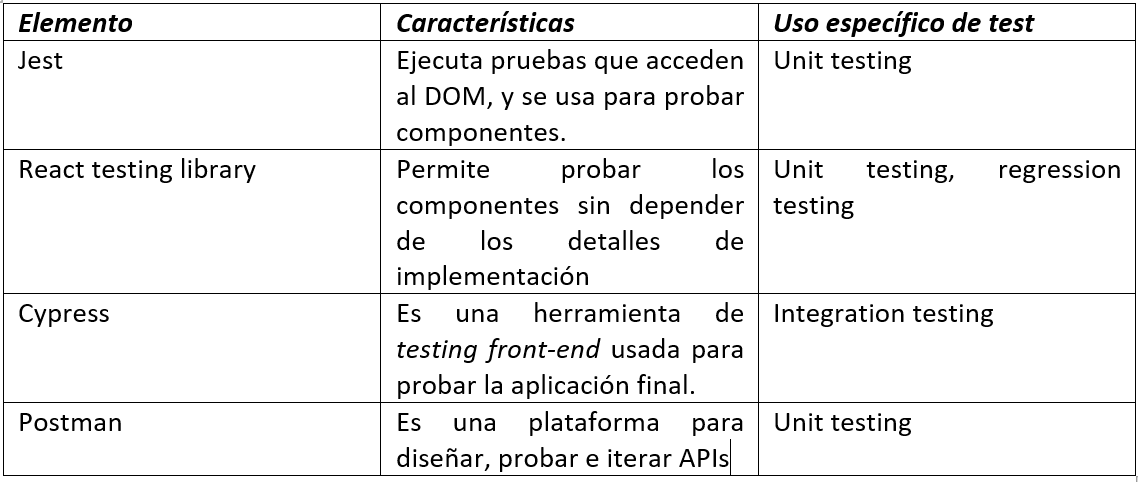 Elemento Características Uso específico de test
Jest Ejecuta pruebas que acceden Unit testing
al DOM, y se usa para probar
componentes.
React testing library Permite probar los Unit testing, regression
componentes sin depender testing
de los detalles de
implementación
Cypress Es una herramienta de Integration testing
testing front-end usada para
probar la aplicación final.
Postman Es una plataforma para Unit testing
diseñar, probar e iterar APIs